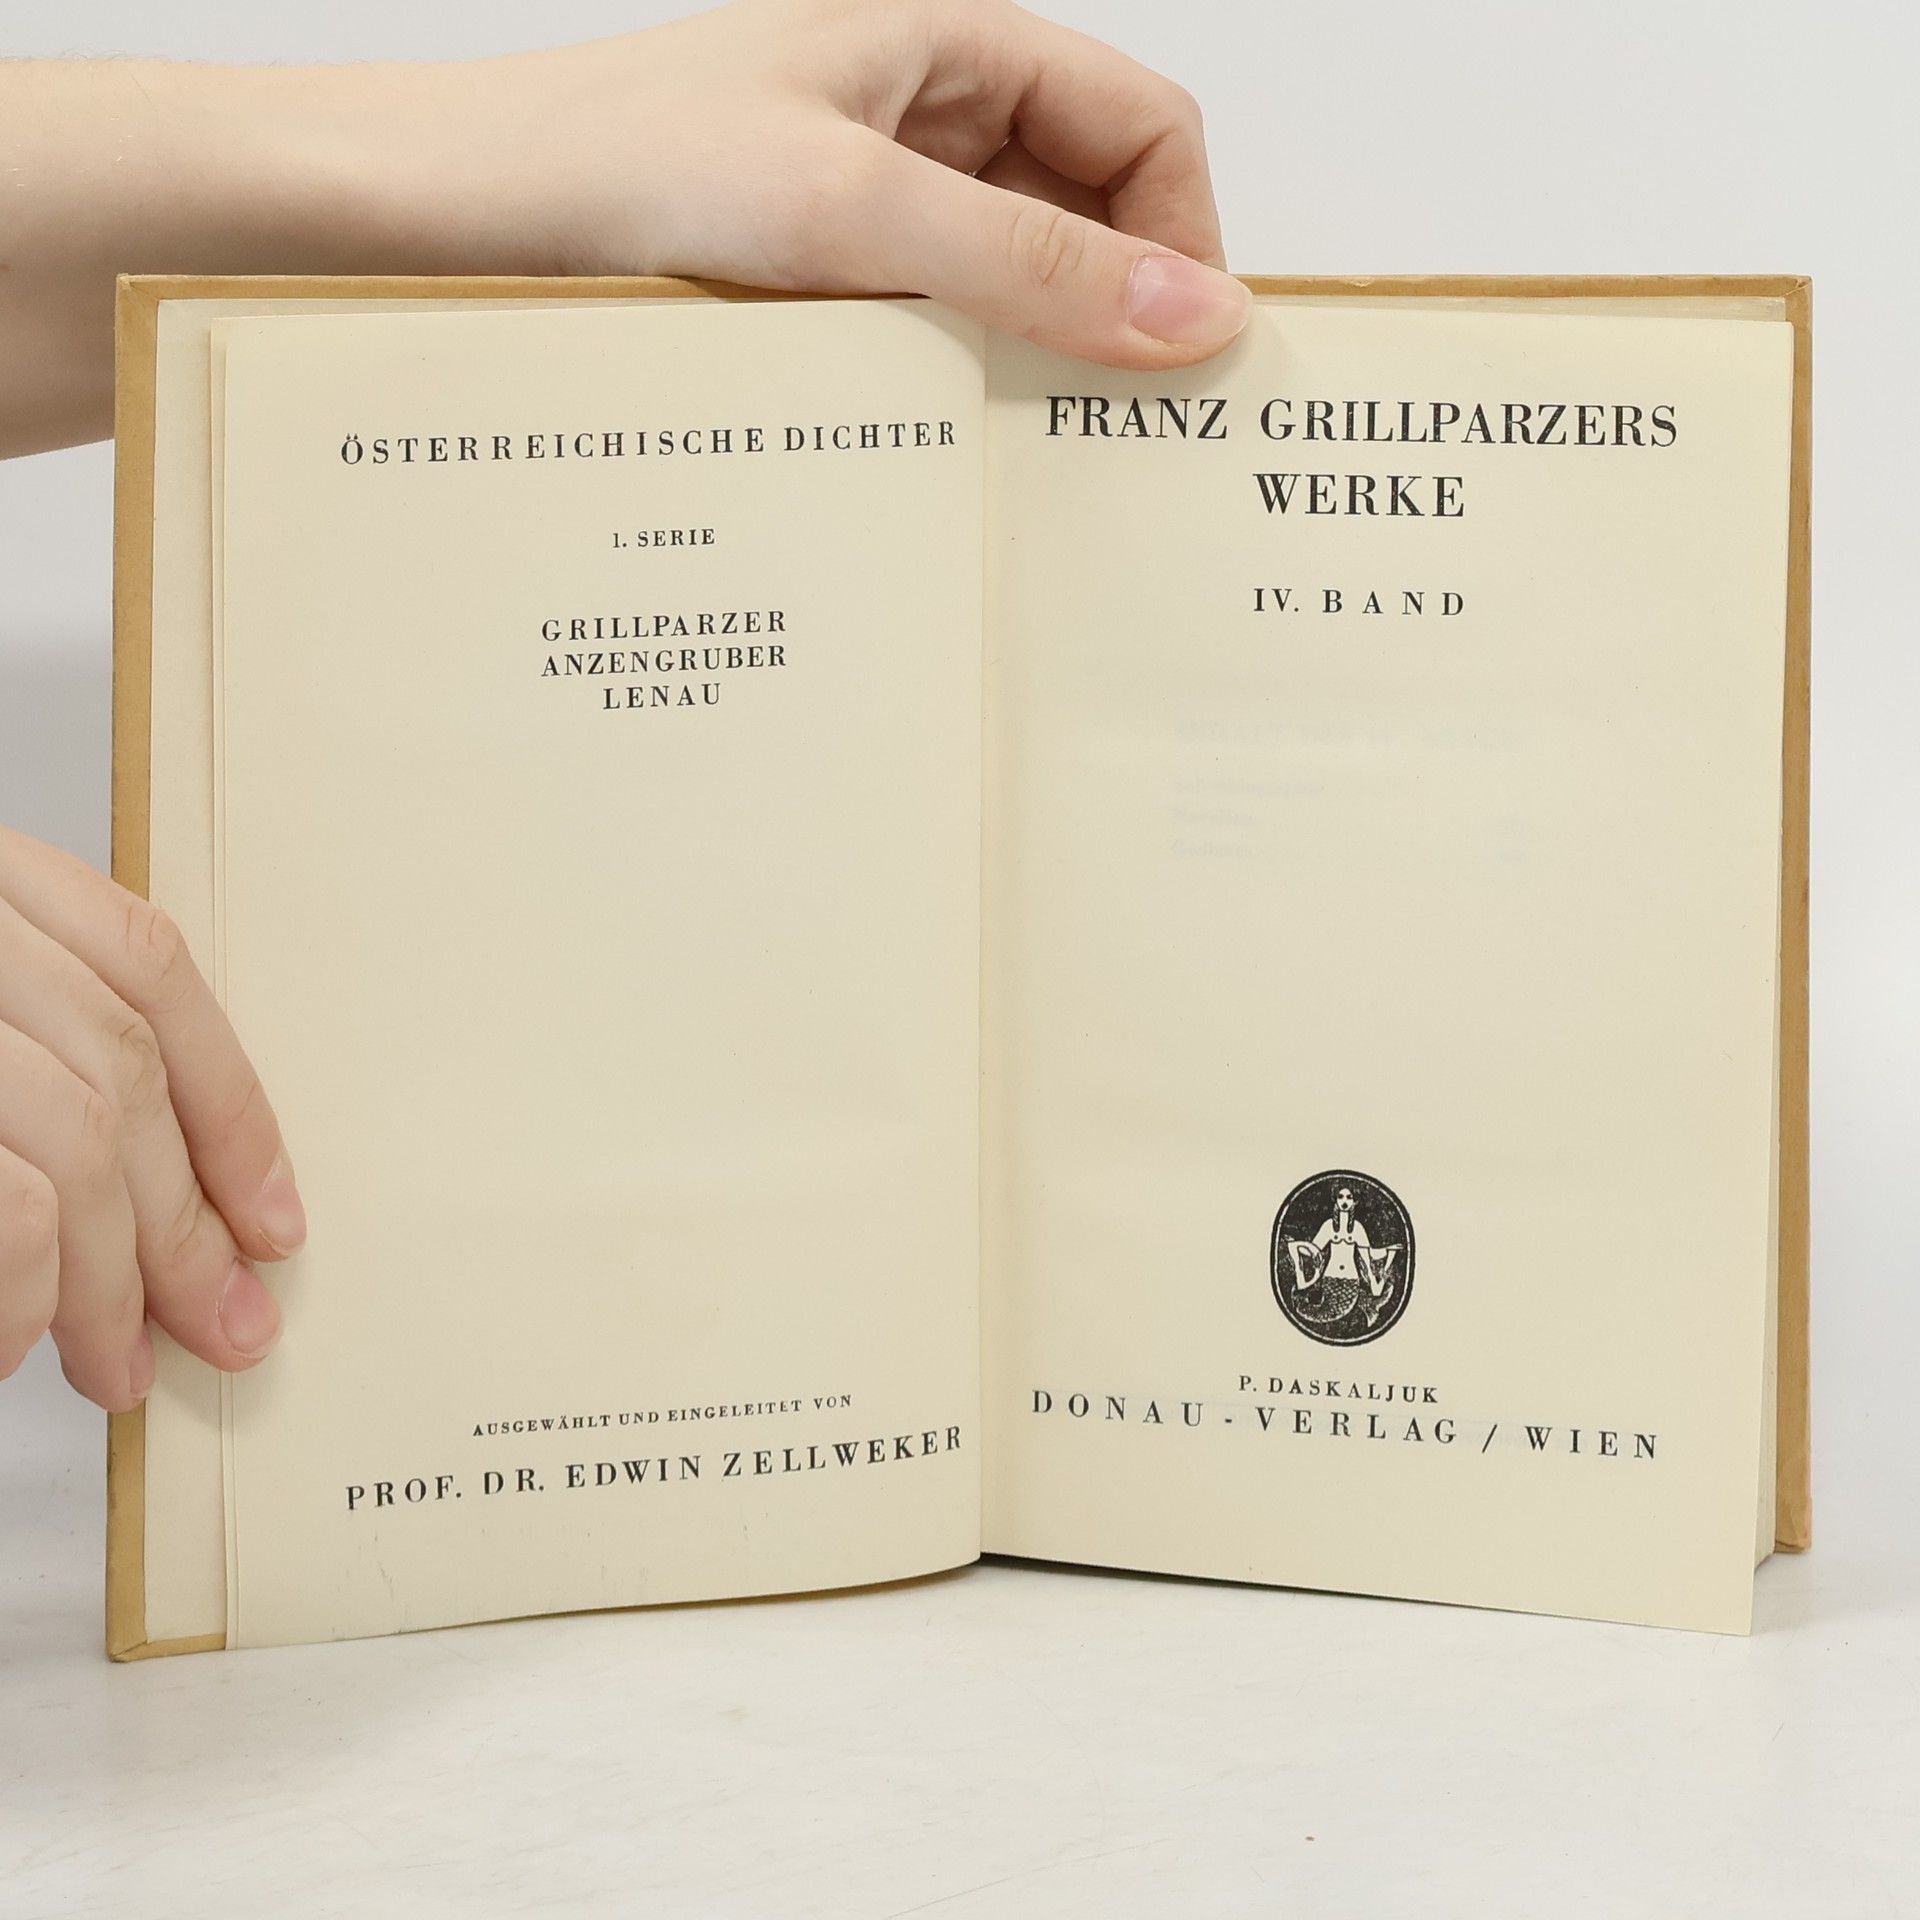 ÖSTERREICHISCHE DICHTER
1. SERIE
GRILLPARZER
ANZENGRUBER
LENAU
AUSGEWÄHLT UND EINGELEITET VON
PROF. DR. EDWIN ZELLWEKER
FRANZ GRILLPARZERS
WERKE
IV. BAND
D V
P. DASKALJUK
DONAU-VERLAG / WIEN